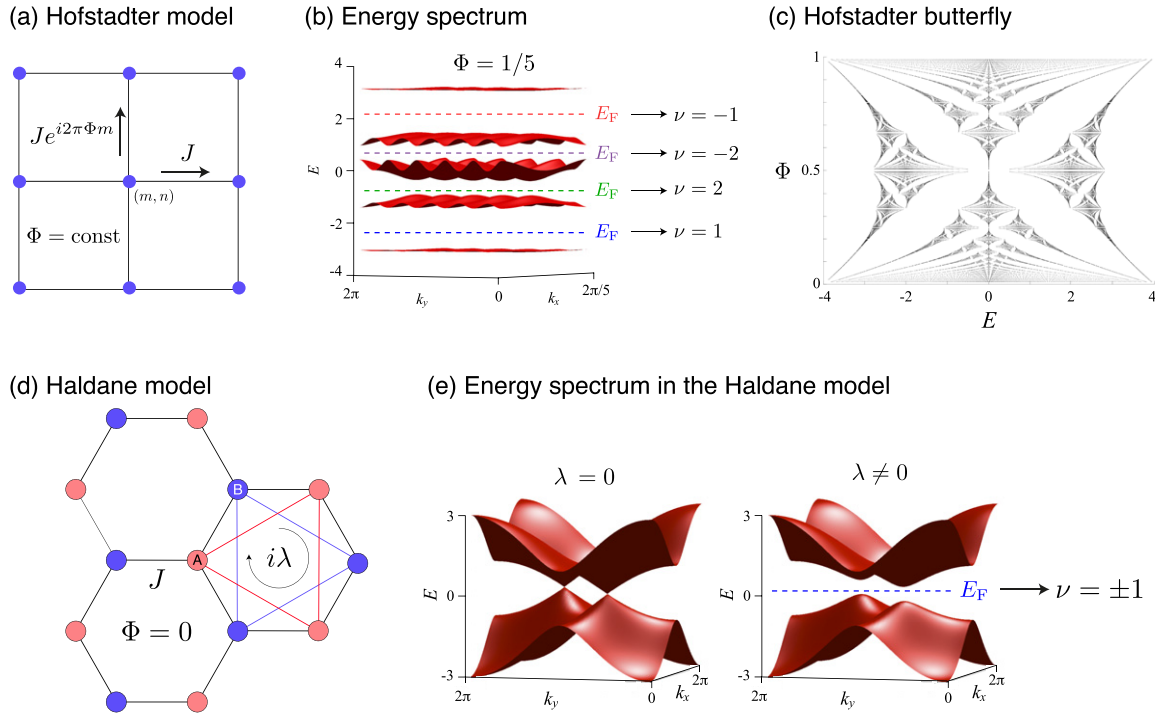 (a) Hofstadter model
Je^{i2πΦm}
J
(m, n)
Φ = const
(b) Energy spectrum
Φ = 1/5
4
2
0
-2
-4
E
2π
k_y
0
k_x
2π/5
E_F → ν = −1
E_F → ν = −2
E_F → ν = 2
E_F → ν = 1
(c) Hofstadter butterfly
1
Φ 0.5
0
-4 -2 0 2 4
E
(d) Haldane model
B
A
iλ
J
Φ = 0
(e) Energy spectrum in the Haldane model
λ = 0
3
E 0
-3
2π
k_y
0
k_x
2π
λ ≠ 0
3
E 0
-3
2π
k_y
0
k_x
2π
E_F → ν = ±1